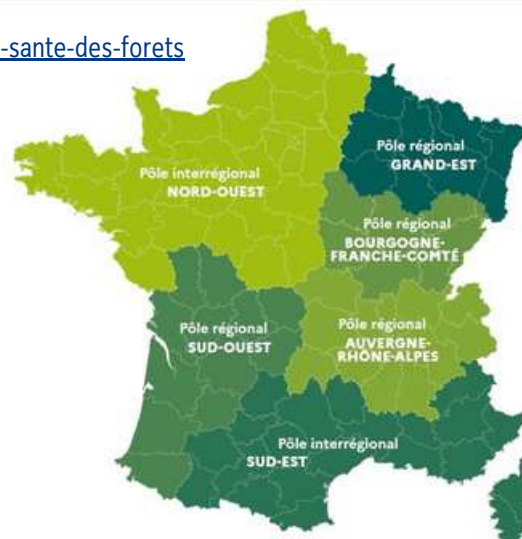 -sante-des-forets
Pôle régional
GRAND-EST
Pôle interrégional
NORD-OUEST
Pôle régional
BOURGOGNE-
FRANCHE-COMTÉ
Pôle régional
SUD-OUEST
Pôle régional
AUVERGNE-
RHÔNE-ALPES
Pôle interrégional
SUD-EST